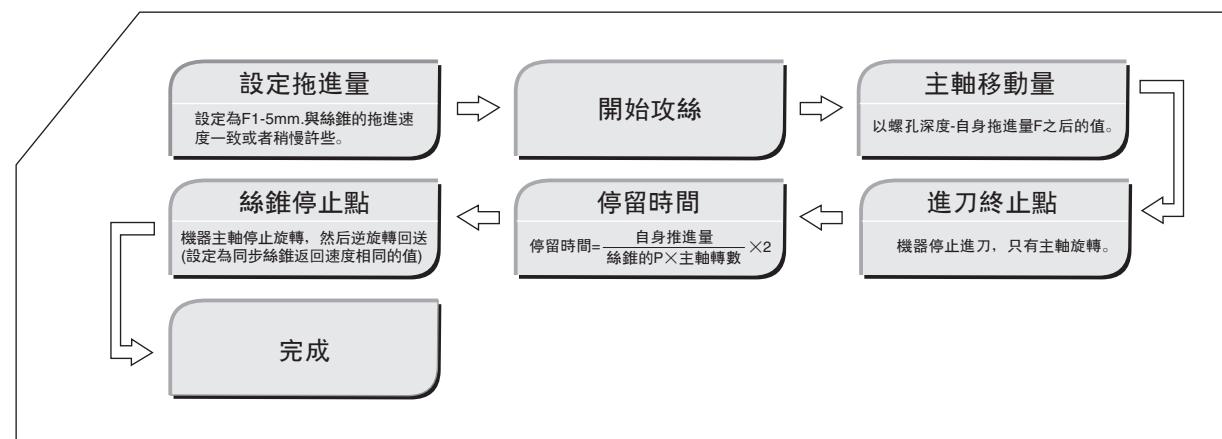 設定拖進量
設定為F1-5mm.與絲錐的拖進速
度一致或者稍慢許些。
開始攻絲
主軸移動量
以螺孔深度-自身拖進量F之后的值。
進刀終止點
機器停止進刀，只有主軸旋轉。
停留時間
停留時間=自身推進量/絲錐的P×主軸轉數×2
絲錐停止點
機器主軸停止旋轉，然后逆旋轉回送
(設定為同步絲錐返回速度相同的值)
完成